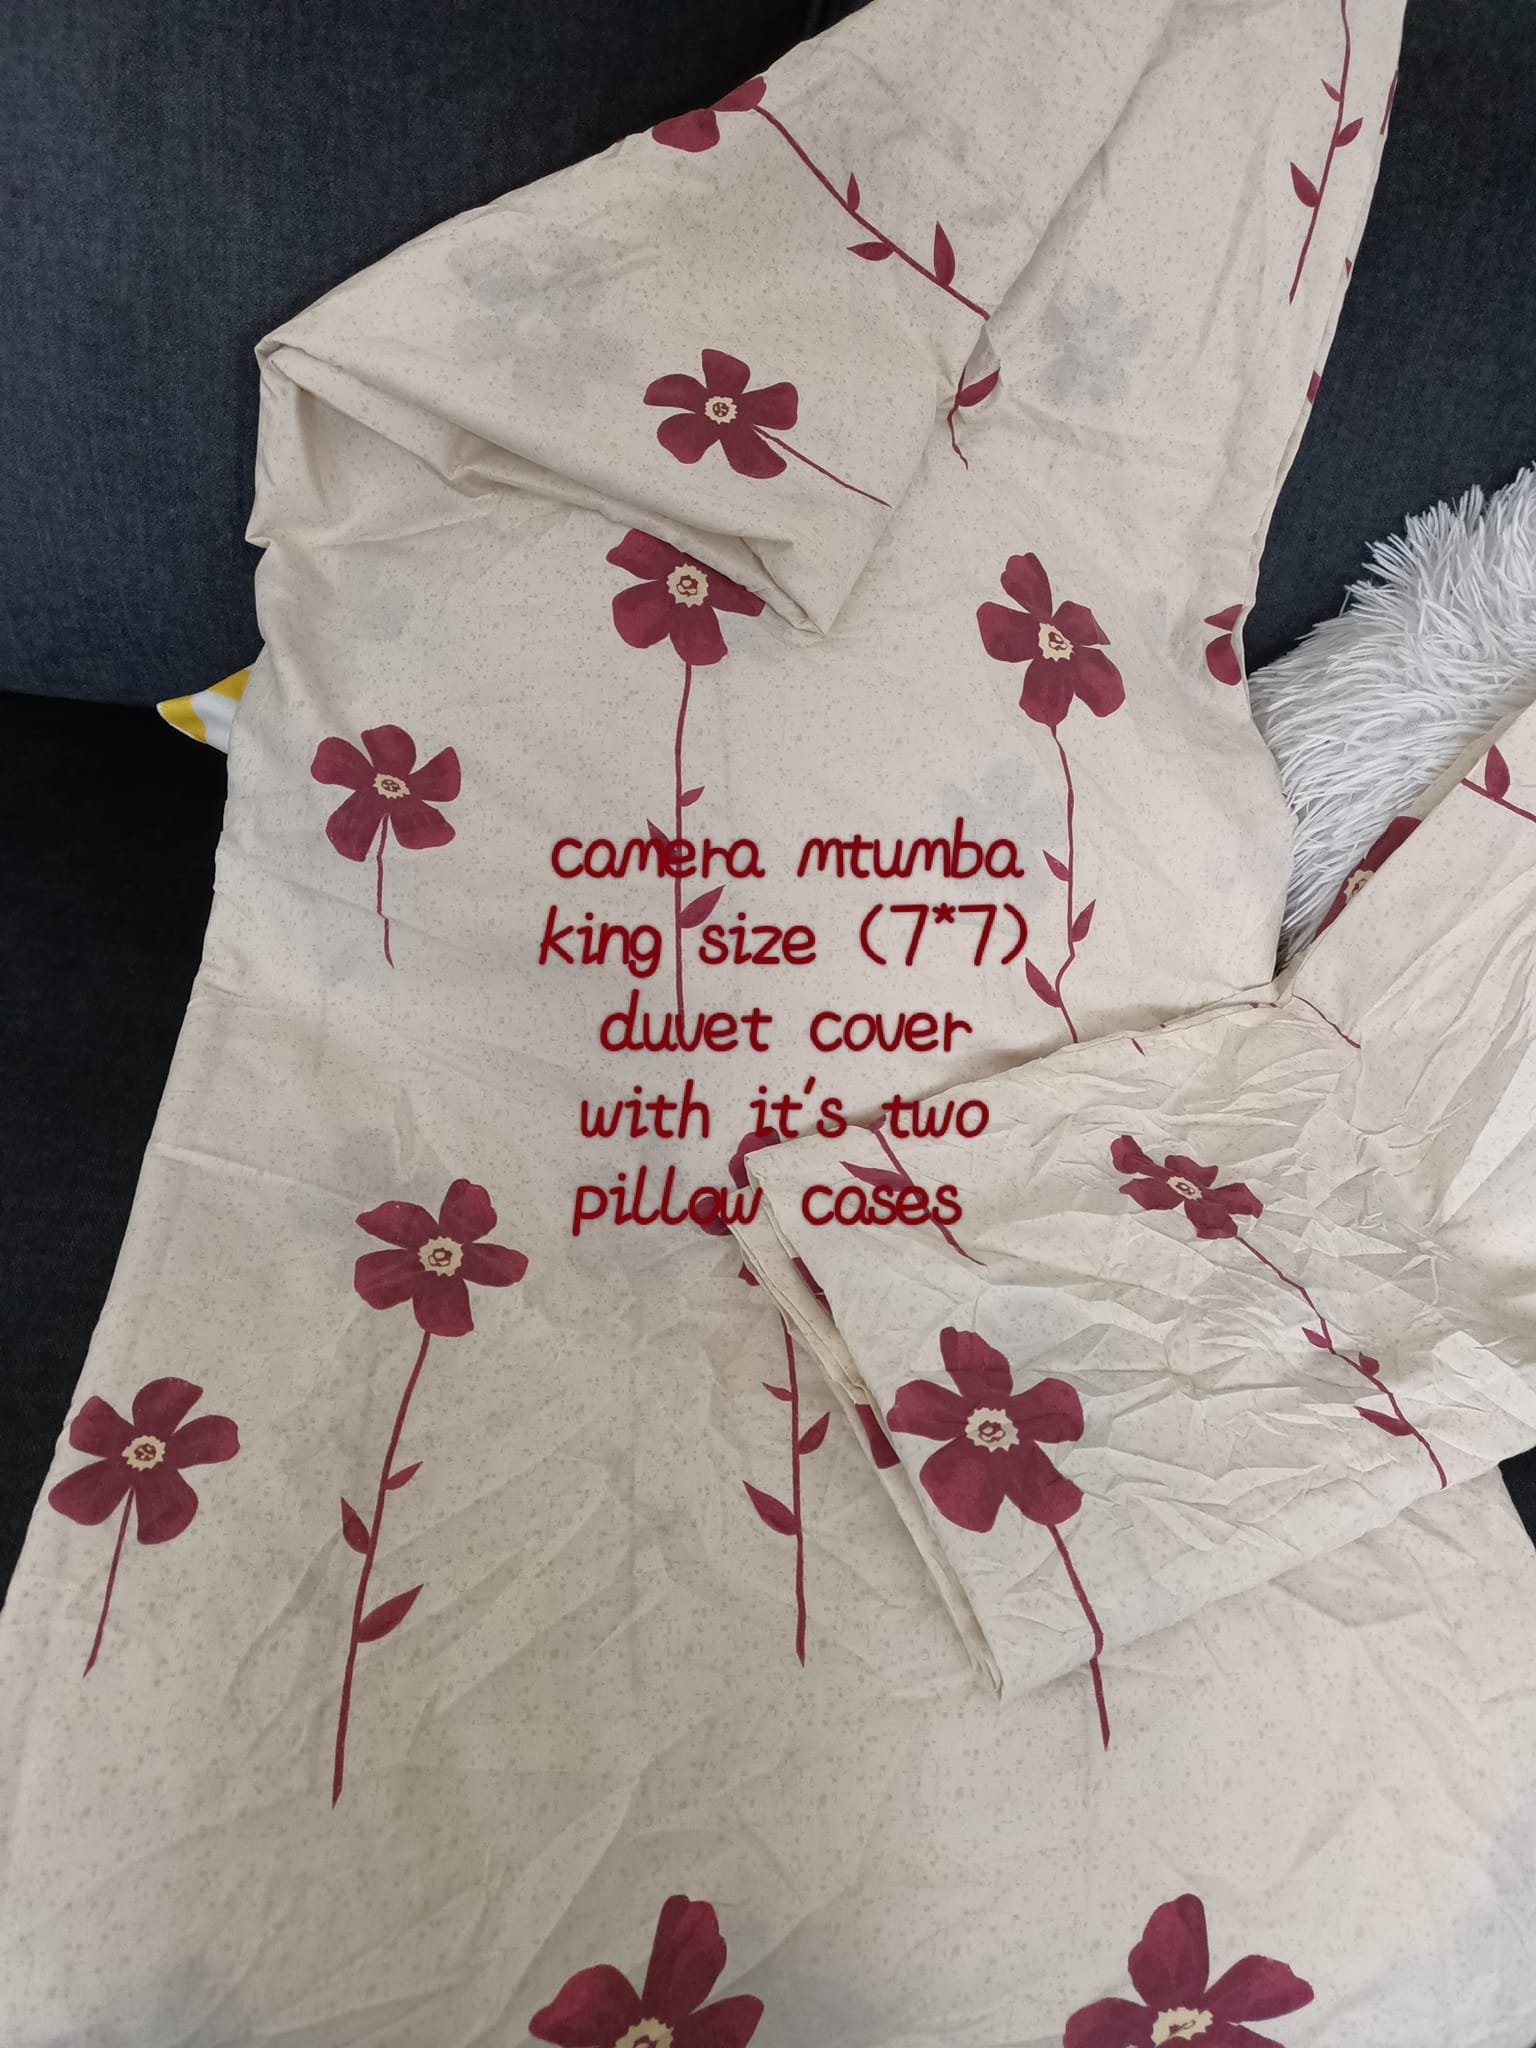 camera mtumba
king size (7*7)
duvet cover
with it's two
pillow cases